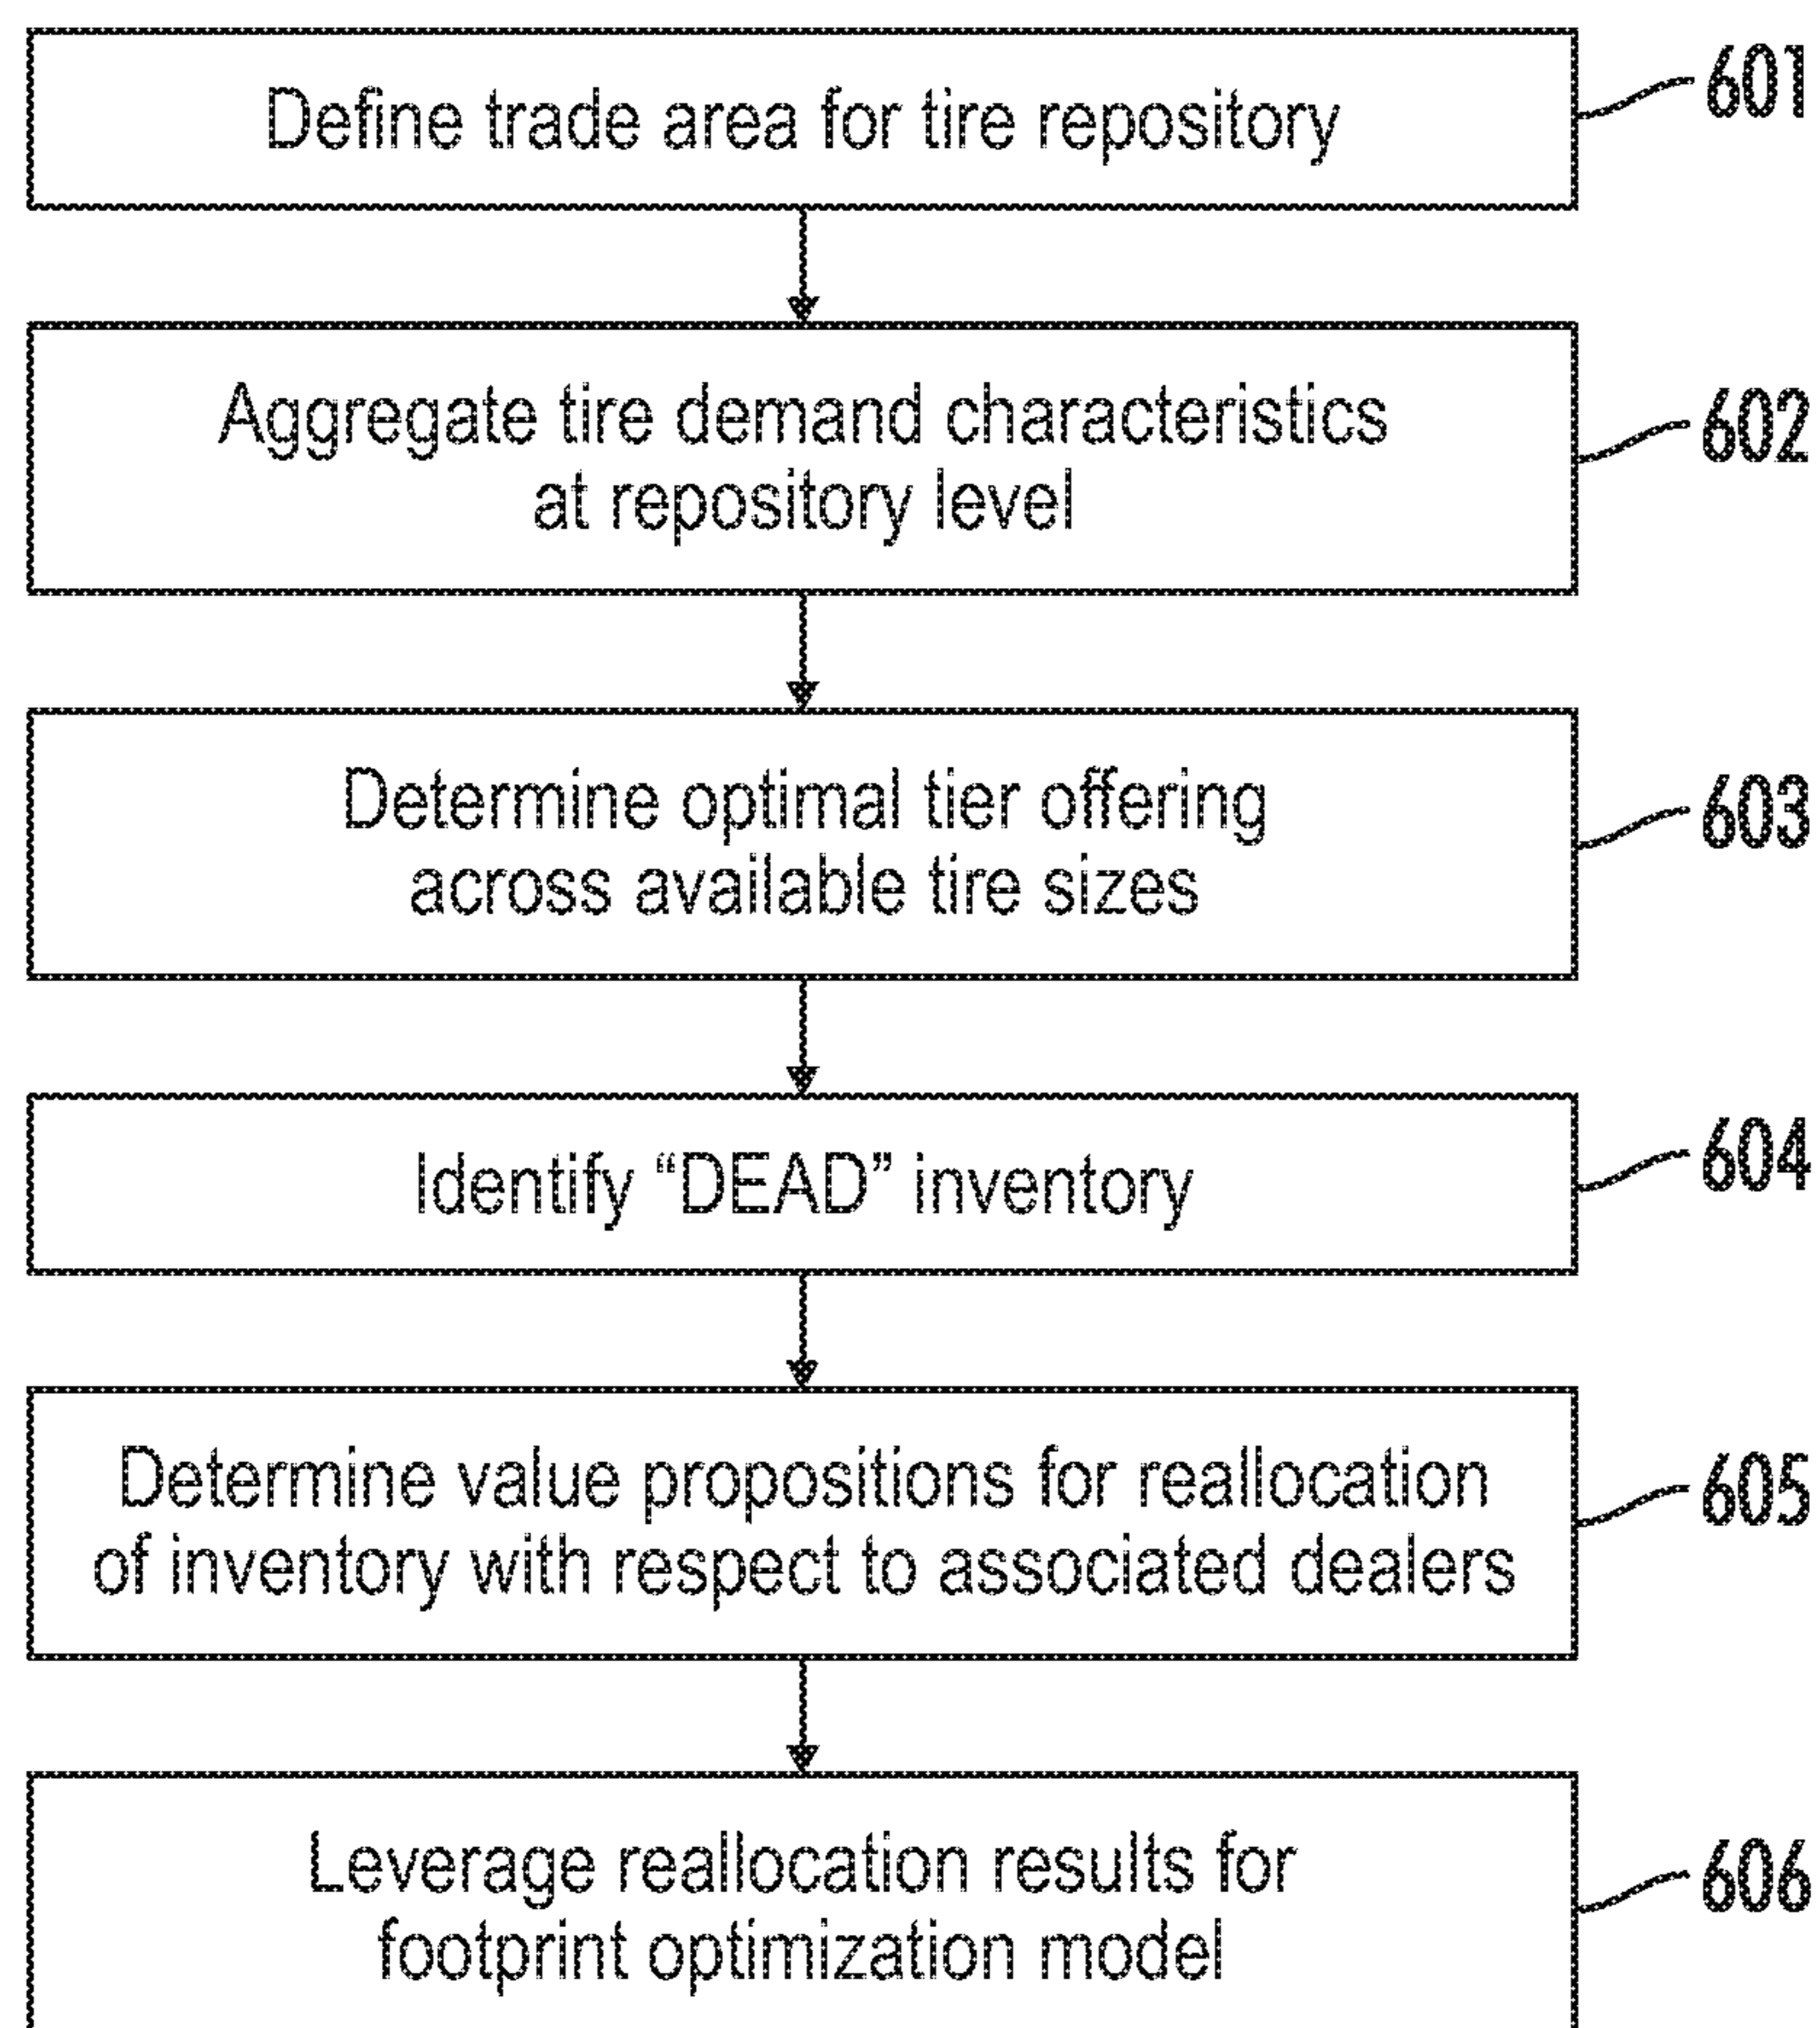 Define trade area for tire repository
601
Aggregate tire demand characteristics
at repository level
602
Determine optimal tier offering
across available tire sizes
603
Identify “DEAD” inventory
604
Determine value propositions for reallocation
of inventory with respect to associated dealers
605
Leverage reallocation results for
footprint optimization model
606